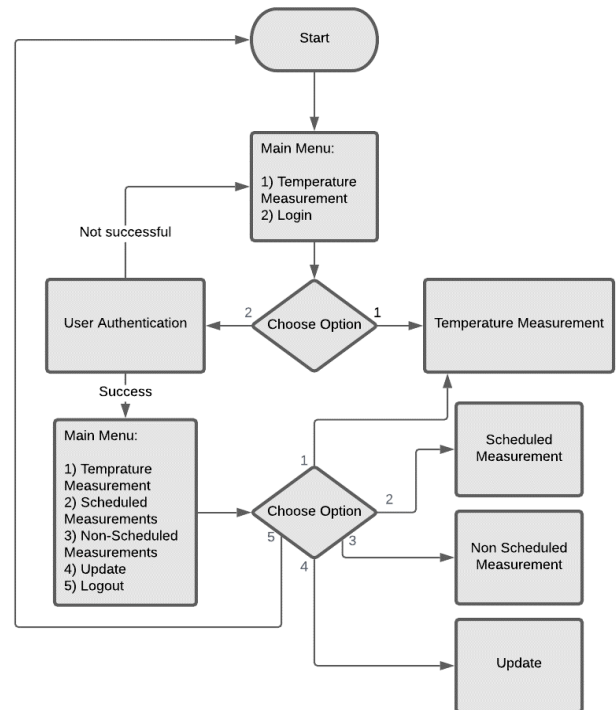 Start
Main Menu:
1) Temperature
Measurement
2) Login
Not successful
User Authentication
2
Choose Option
1
Temperature Measurement
Success
Main Menu:
1) Temprature
Measurement
2) Scheduled
Measurements
3) Non-Scheduled
Measurements
4) Update
5) Logout
1
Choose Option
2
5
3
4
Scheduled
Measurement
Non Scheduled
Measurement
Update